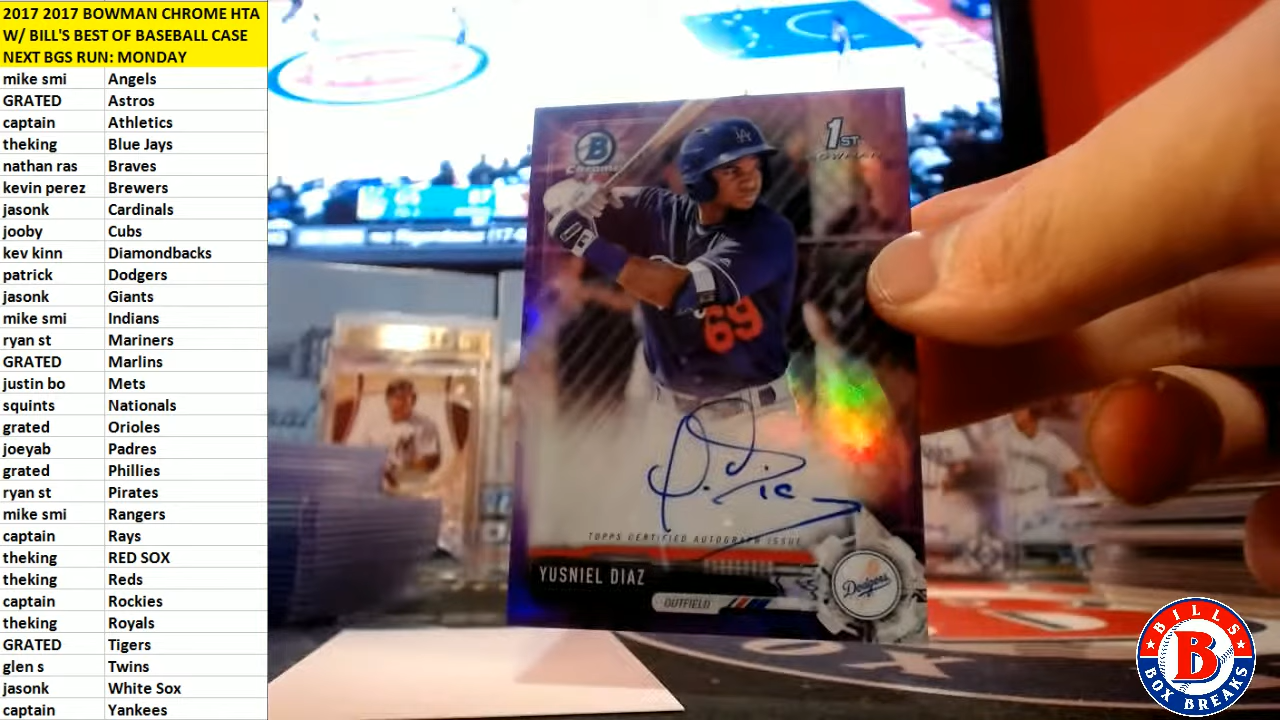 2017 2017 BOWMAN CHROME HTA
W/ BILL'S BEST OF BASEBALL CASE
NEXT BGS RUN: MONDAY
mike smi Angels
GRATED Astros
captain Athletics
theking Blue Jays
nathan ras Braves
kevin perez Brewers
jasonk Cardinals
jooby Cubs
kev kinn Diamondbacks
patrick Dodgers
jasonk Giants
mike smi Indians
ryan st Mariners
GRATED Marlins
justin bo Mets
squints Nationals
grated Orioles
joeyab Padres
grated Phillies
ryan st Pirates
mike smi Rangers
captain Rays
theking RED SOX
theking Reds
captain Rockies
theking Royals
GRATED Tigers
glen s Twins
jasonk White Sox
captain Yankees
B
Chrome
1ST
BOWMAN
LA
69
TOPPS CERTIFIED AUTOGRAPH ISSUE
YUSNIEL DIAZ
OUTFIELD
Dodgers
OX
BILLS
B
BOX BREAKS